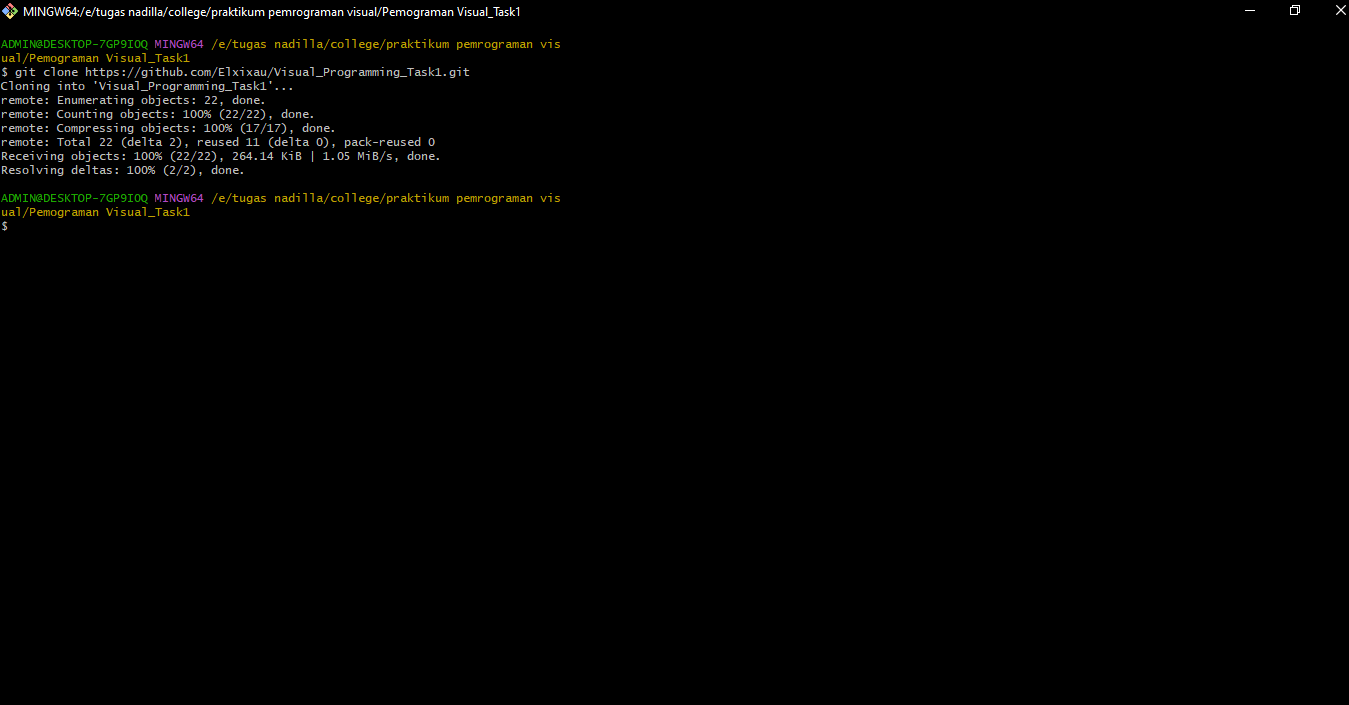 MINGW64:/e/tugas nadilla/college/praktikum pemrograman visual/Pemograman Visual_Task1
ADMIN@DESKTOP-7GP9IOQ MINGW64 /e/tugas nadilla/college/praktikum pemrograman vis
ual/Pemograman Visual_Task1
$ git clone https://github.com/Elxixau/Visual_Programming_Task1.git
Cloning into 'Visual_Programming_Task1'...
remote: Enumerating objects: 22, done.
remote: Counting objects: 100% (22/22), done.
remote: Compressing objects: 100% (17/17), done.
remote: Total 22 (delta 2), reused 11 (delta 0), pack-reused 0
Receiving objects: 100% (22/22), 264.14 KiB | 1.05 MiB/s, done.
Resolving deltas: 100% (2/2), done.
ADMIN@DESKTOP-7GP9IOQ MINGW64 /e/tugas nadilla/college/praktikum pemrograman vis
ual/Pemograman Visual_Task1
$